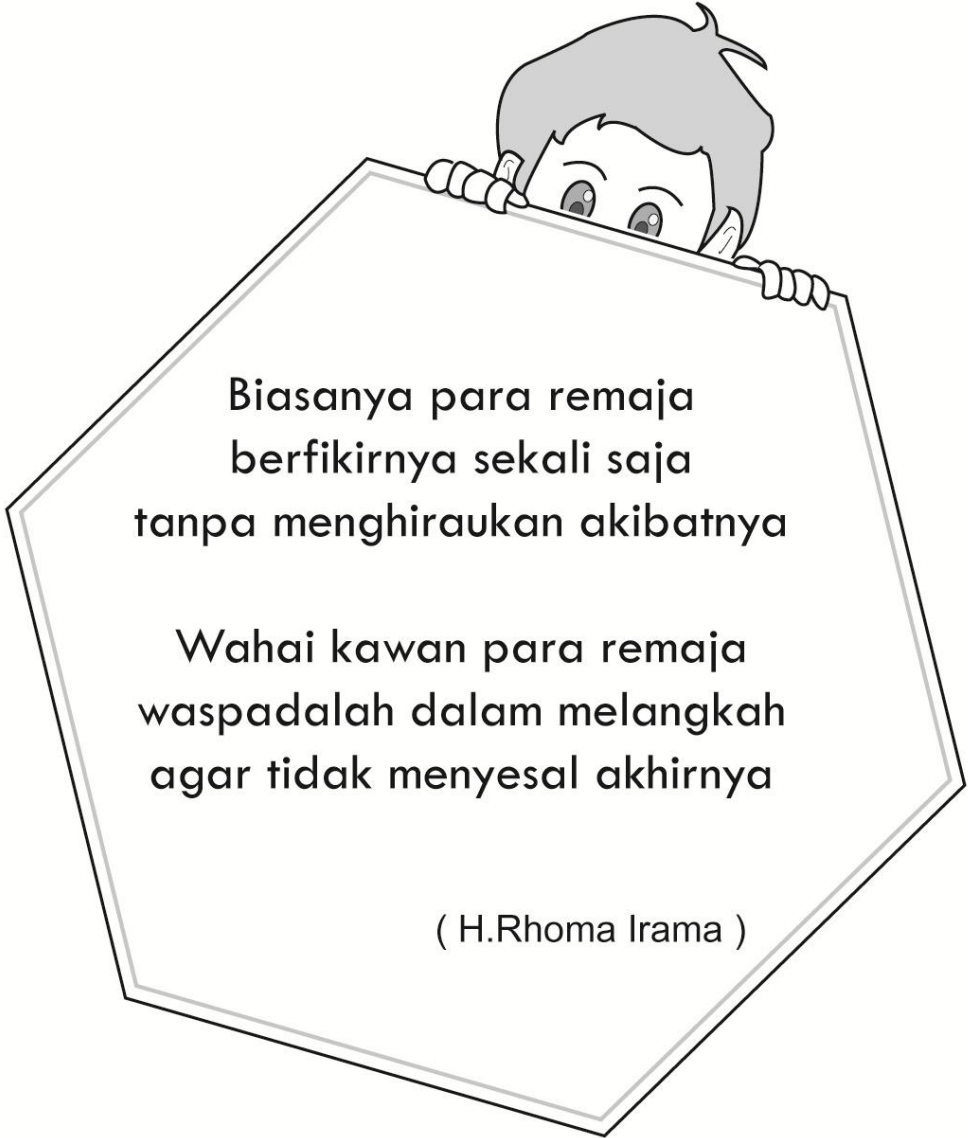 Biasanya para remaja
berfikirnya sekali saja
tanpa menghiraukan akibatnya
Wahai kawan para remaja
waspadalah dalam melangkah
agar tidak menyesal akhirnya
( H.Rhoma Irama )